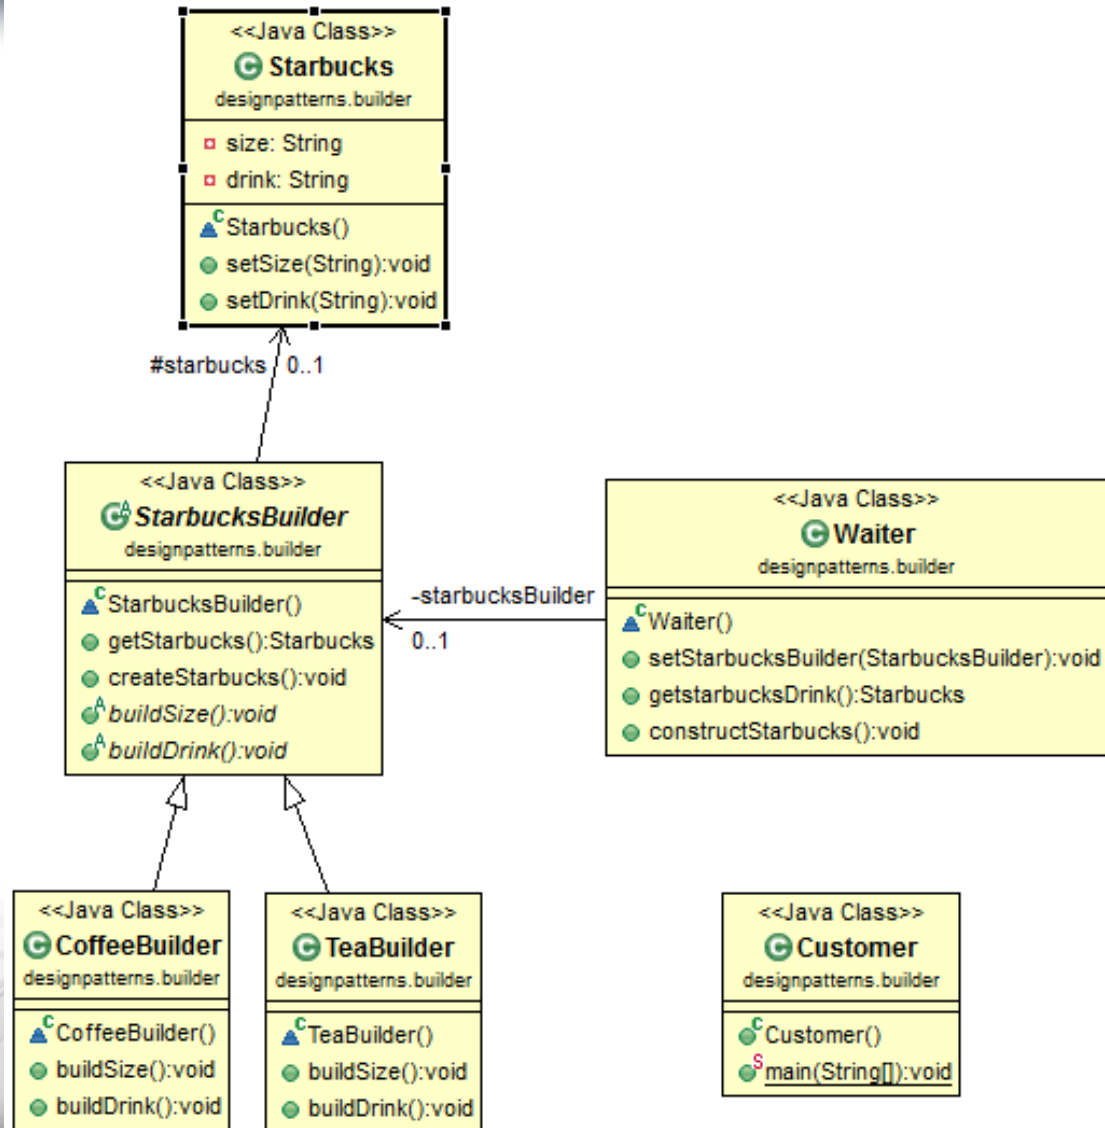 <<Java Class>>
Starbucks
designpatterns.builder
size: String
drink: String
Starbucks()
setSize(String):void
setDrink(String):void
#starbucks 0..1
<<Java Class>>
StarbucksBuilder
designpatterns.builder
StarbucksBuilder()
getStarbucks():Starbucks
createStarbucks():void
buildSize():void
buildDrink():void
-starbucksBuilder
0..1
<<Java Class>>
Waiter
designpatterns.builder
Waiter()
setStarbucksBuilder(StarbucksBuilder):void
getstarbucksDrink():Starbucks
constructStarbucks():void
<<Java Class>>
CoffeeBuilder
designpatterns.builder
CoffeeBuilder()
buildSize():void
buildDrink():void
<<Java Class>>
TeaBuilder
designpatterns.builder
TeaBuilder()
buildSize():void
buildDrink():void
<<Java Class>>
Customer
designpatterns.builder
Customer()
main(String[]):void